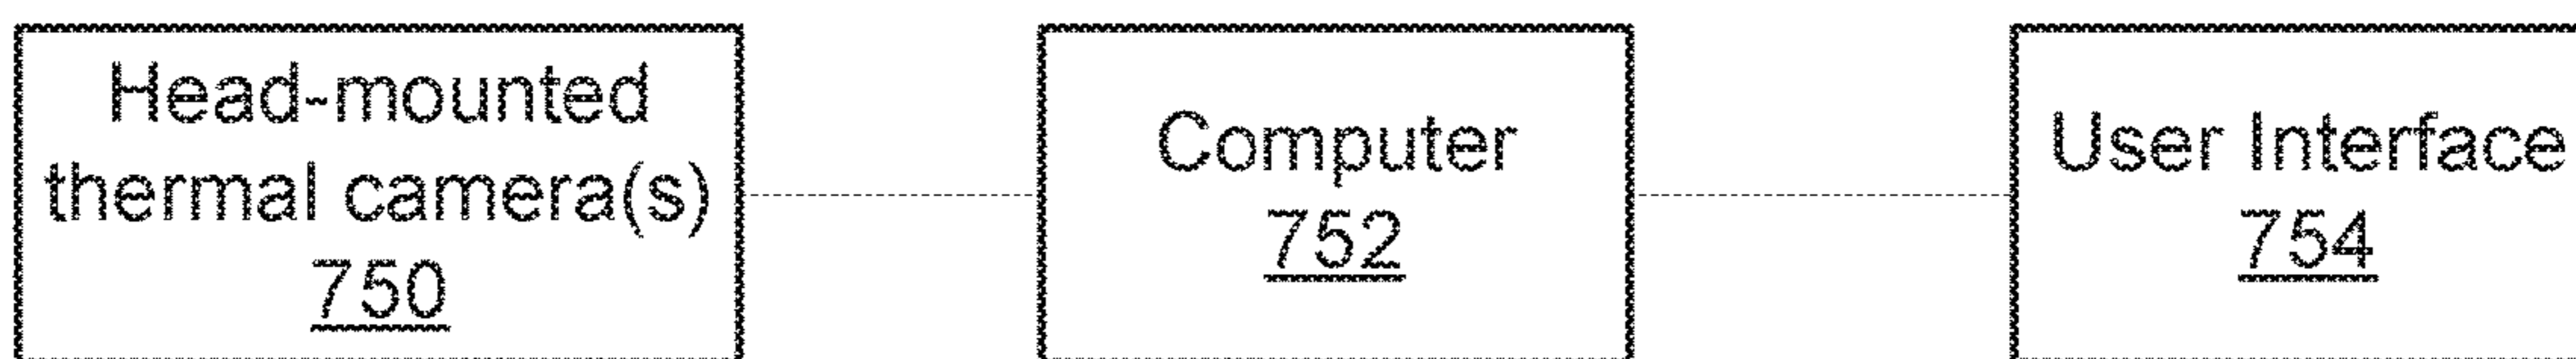 Head-mounted
thermal camera(s)
750
Computer
752
User Interface
754